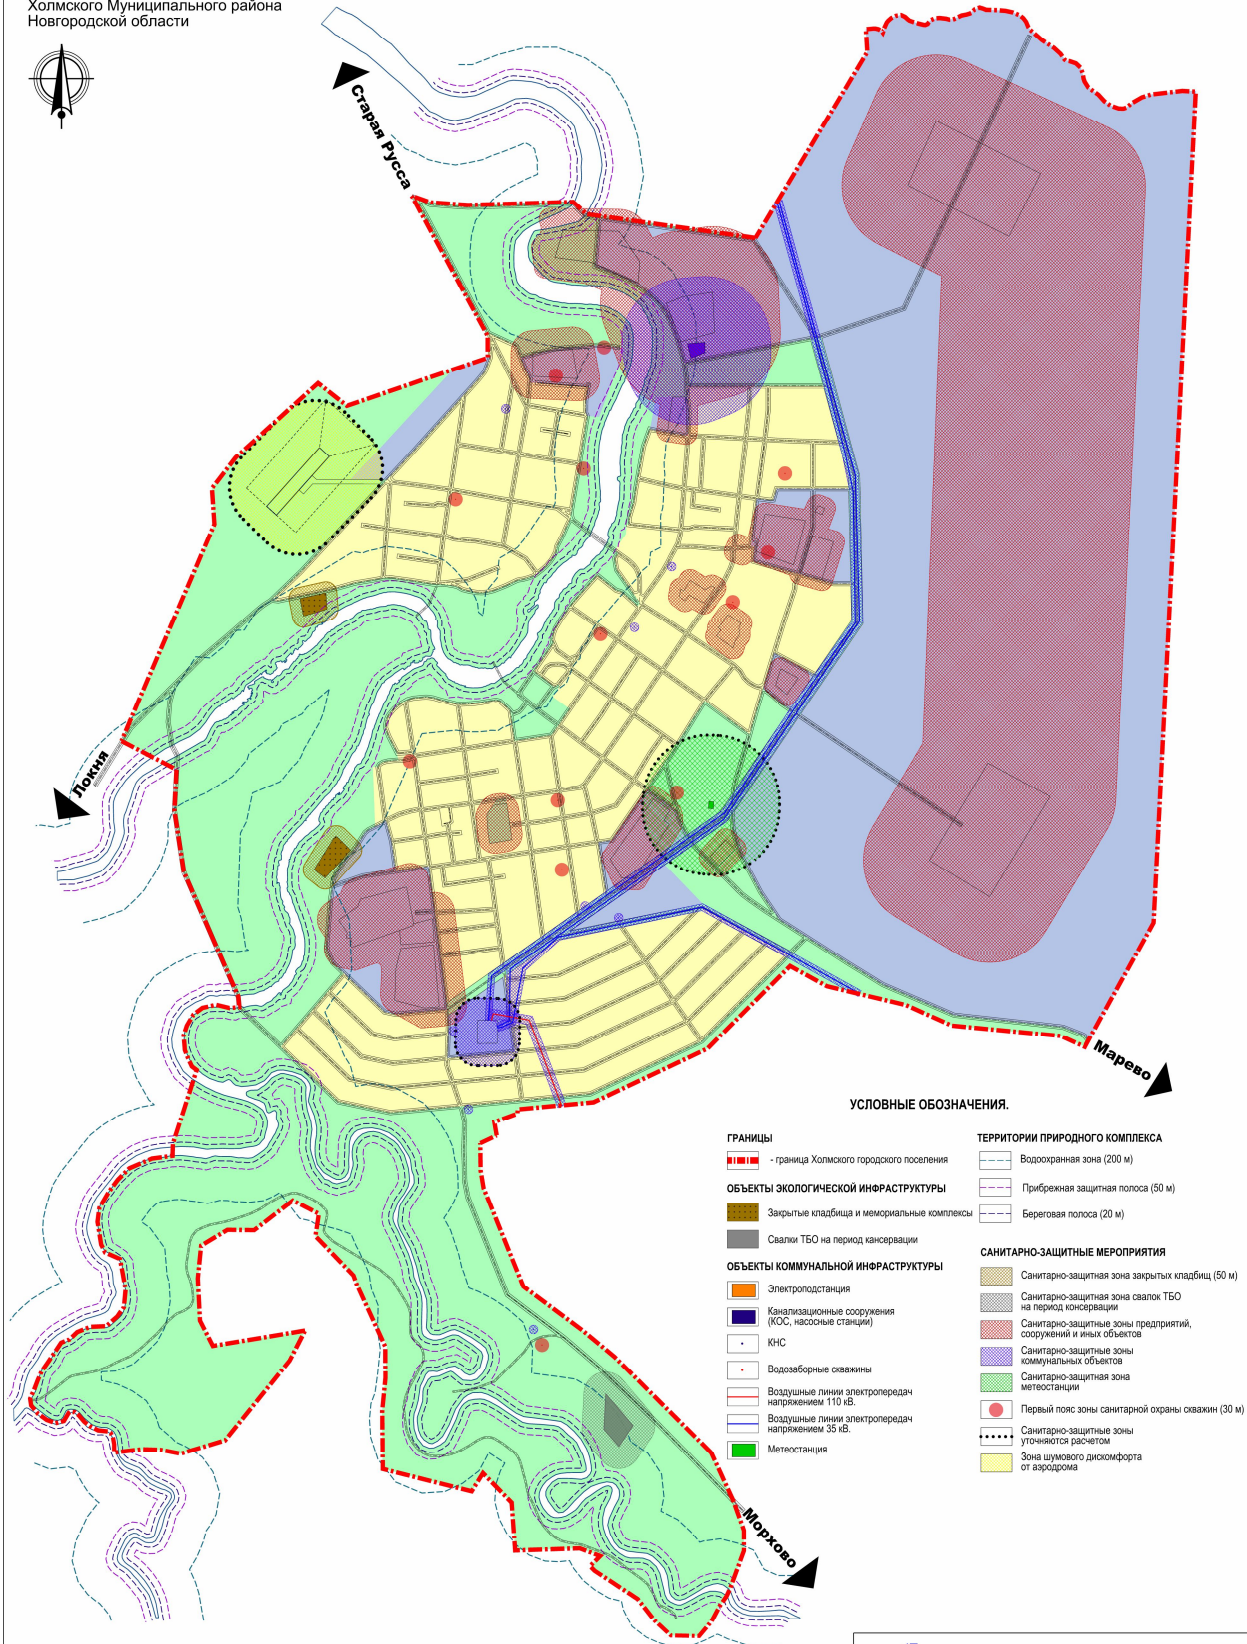 Холмского Муниципального района
Новгородской области
Старая Русса
Локня
Марево
Морхово
УСЛОВНЫЕ ОБОЗНАЧЕНИЯ.
ГРАНИЦЫ
- граница Холмского городского поселения
ОБЪЕКТЫ ЭКОЛОГИЧЕСКОЙ ИНФРАСТРУКТУРЫ
Закрытые кладбища и мемориальные комплексы
Свалки ТБО на период кансервации
ОБЪЕКТЫ КОММУНАЛЬНОЙ ИНФРАСТРУКТУРЫ
Электроподстанция
Канализационные сооружения
(КОС, насосные станции)
КНС
Водозаборные скважины
Воздушные линии электропередач
напряжением 110 кВ.
Воздушные линии электропередач
напряжением 35 кВ.
Метеостанция
ТЕРРИТОРИИ ПРИРОДНОГО КОМПЛЕКСА
Водоохранная зона (200 м)
Прибрежная защитная полоса (50 м)
Береговая полоса (20 м)
САНИТАРНО-ЗАЩИТНЫЕ МЕРОПРИЯТИЯ
Санитарно-защитная зона закрытых кладбищ (50 м)
Санитарно-защитная зона свалок ТБО
на период консервации
Санитарно-защитные зоны предприятий,
сооружений и иных объектов
Санитарно-защитные зоны
коммунальных объектов
Санитарно-защитная зона
метеостанции
Первый пояс зоны санитарной охраны скважин (30 м)
Санитарно-защитные зоны
уточняются расчетом
Зона шумового дискомфорта
от аэродрома